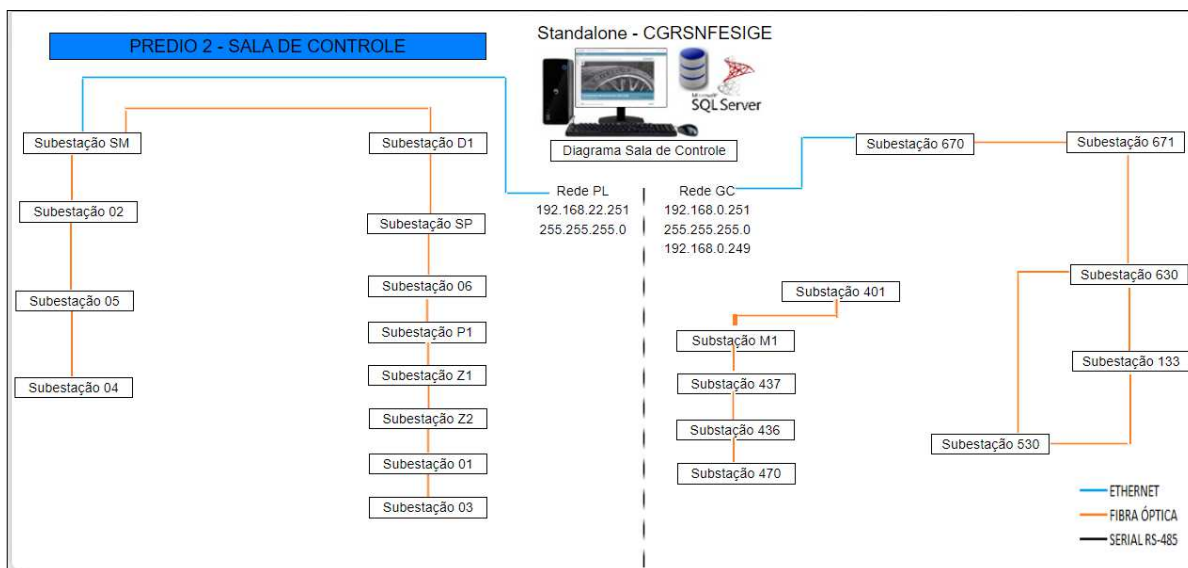 PREDIO 2 - SALA DE CONTROLE
Standalone - CGRSNFESIGE
SQL Server
Diagrama Sala de Controle
Subestação SM
Subestação 02
Subestação 05
Subestação 04
Subestação D1
Subestação SP
Subestação 06
Subestação P1
Subestação Z1
Subestação Z2
Subestação 01
Subestação 03
Rede PL
192.168.22.251
255.255.255.0
Rede GC
192.168.0.251
255.255.255.0
192.168.0.249
Substação 401
Substação M1
Substação 437
Substação 436
Substação 470
Subestação 670
Subestação 671
Subestação 630
Subestação 133
Subestação 530
ETHERNET
FIBRA ÓPTICA
SERIAL RS-485